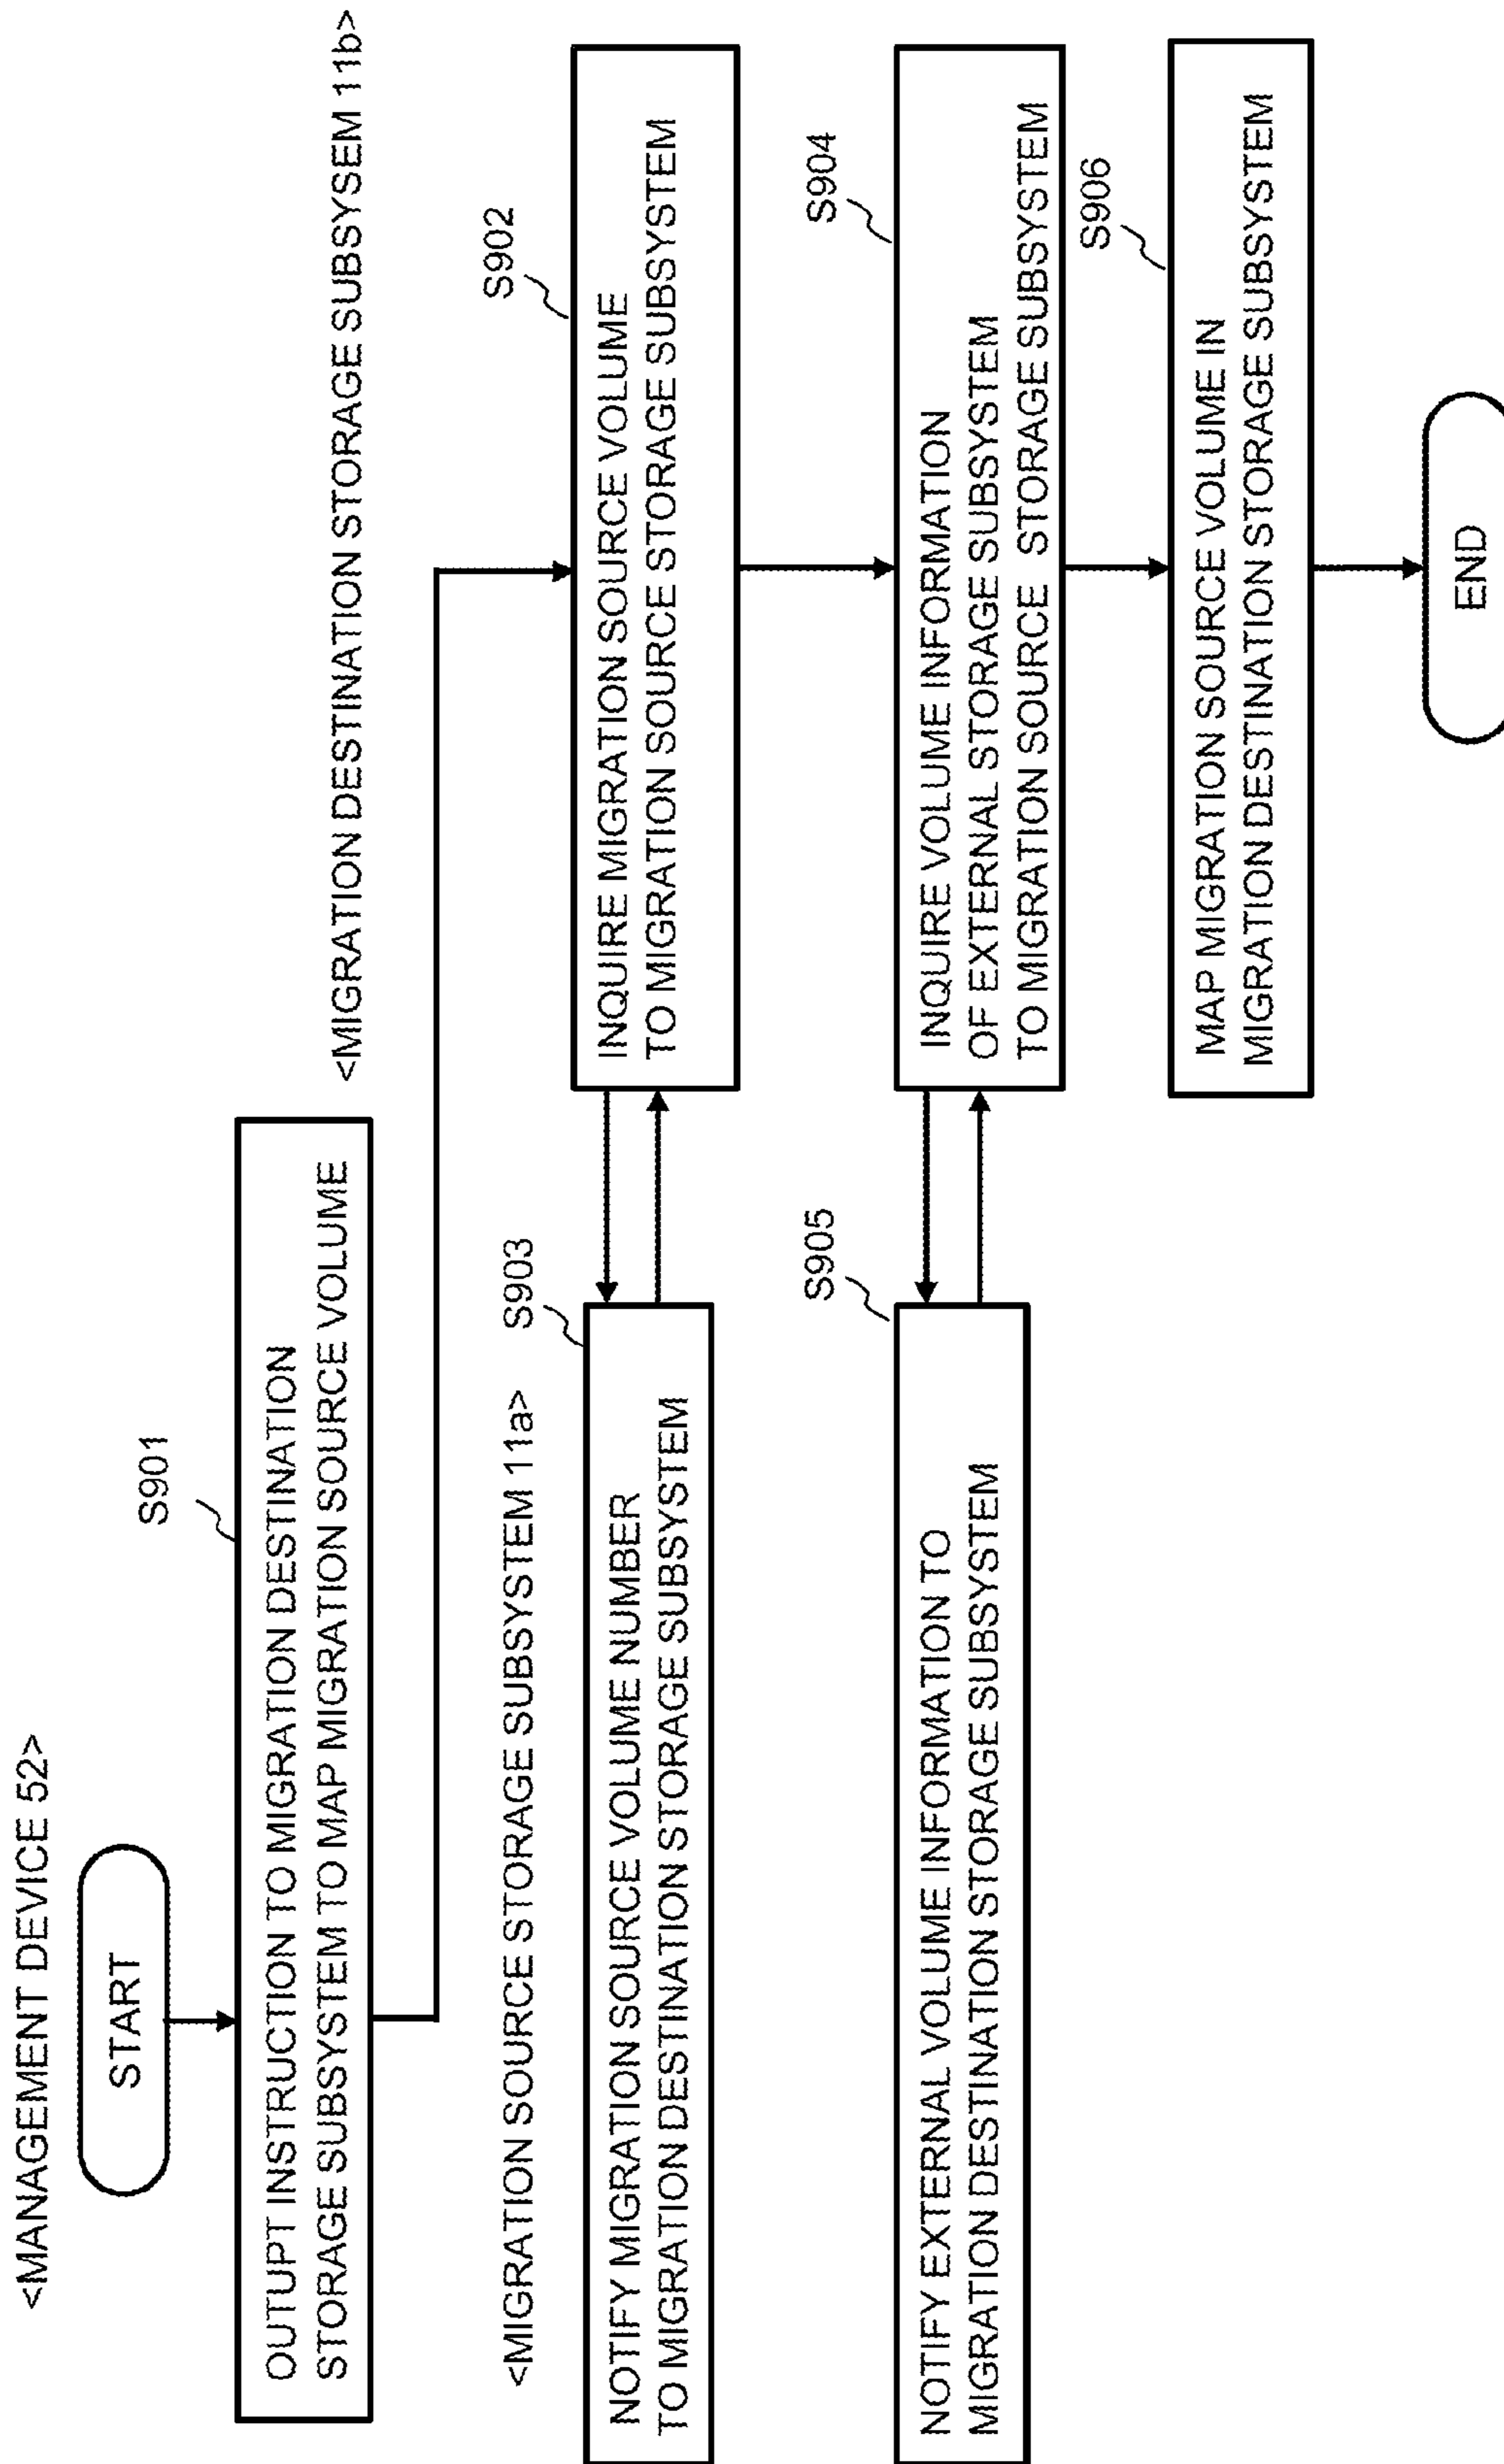 <MANAGEMENT DEVICE 52>
START
S901
OUTUPT INSTRUCTION TO MIGRATION DESTINATION
STORAGE SUBSYSTEM TO MAP MIGRATION SOURCE VOLUME
<MIGRATION DESTINATION STORAGE SUBSYSEM 11b>
S902
INQUIRE MIGRATION SOURCE VOLUME
TO MIGRATION SOURCE STORAGE SUBSYSTEM
<MIGRATION SOURCE STORAGE SUBSYSTEM 11a>
S903
NOTIFY MIGRATION SOURCE VOLUME NUMBER
TO MIGRATION DESTINATION STORAGE SUBSYSTEM
S904
INQUIRE VOLUME INFORMATION
OF EXTERNAL STORAGE SUBSYSTEM
TO MIGRATION SOURCE STORAGE SUBSYSTEM
S905
NOTIFY EXTERNAL VOLUME INFORMATION TO
MIGRATION DESTINATION STORAGE SUBSYSTEM
S906
MAP MIGRATION SOURCE VOLUME IN
MIGRATION DESTINATION STORAGE SUBSYSTEM
END